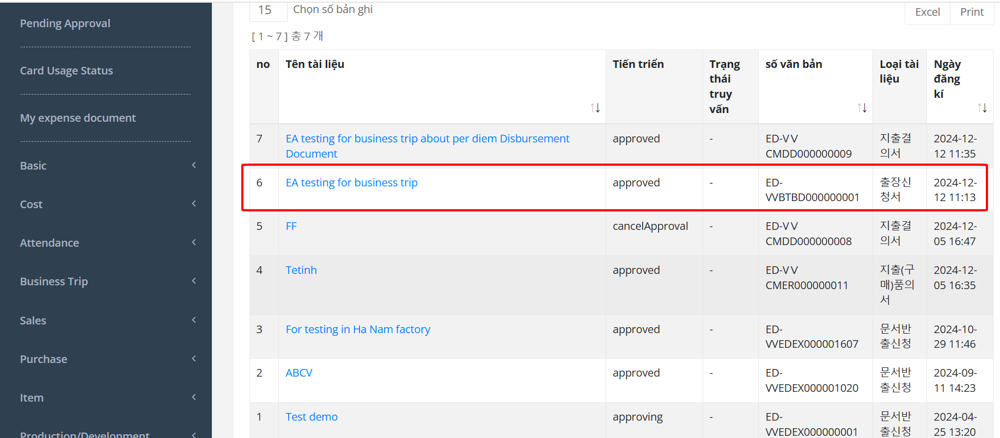 Pending Approval
Card Usage Status
My expense document
Basic
Cost
Attendance
Business Trip
Sales
Purchase
Item
Production/Development
15 Chọn số bản ghi
Excel Print
[ 1 ~ 7 ] 총 7 개
no Tên tài liệu Tiến triển Trạng thái truy vấn số văn bản Loại tài liệu Ngày đăng kí
7 EA testing for business trip about per diem Disbursement Document approved - ED-VVCMDD000000009 지출결의서 2024-12-12 11:35
6 EA testing for business trip approved - ED-VVBTBD000000001 출장신청서 2024-12-12 11:13
5 FF cancelApproval - ED-VVCMDD000000008 지출결의서 2024-12-05 16:47
4 Tetinh approved - ED-VVCMER000000011 지출(구매)품의서 2024-12-05 16:35
3 For testing in Ha Nam factory approved - ED-VVEDEX000001607 문서반출신청 2024-10-29 11:46
2 ABCV approved - ED-VVEDEX000001020 문서반출신청 2024-09-11 14:23
1 Test demo approving - ED-VVEDEX000000001 문서반출신청 2024-04-25 13:20